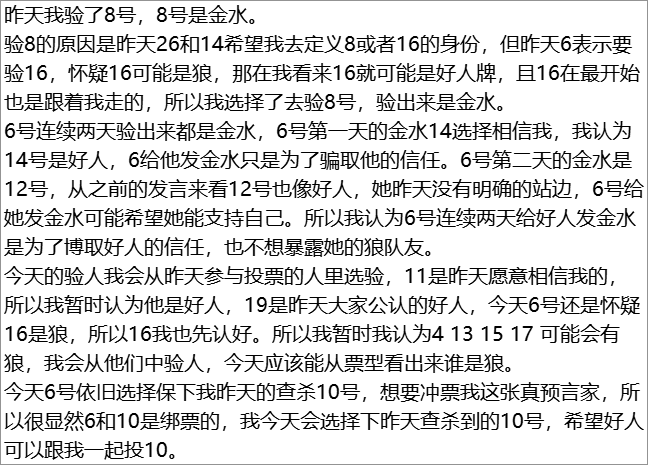 昨天我验了8号，8号是金水。
验8的原因是昨天26和14希望我去定义8或者16的身份，但昨天6表示要
验16，怀疑16可能是狼，那在我看来16就可能是好人牌，且16在最开始
也是跟着我走的，所以我选择了去验8号，验出来是金水。
6号连续两天验出来都是金水，6号第一天的金水14选择相信我，我认为
14号是好人，6给他发金水只是为了骗取他的信任。6号第二天的金水是
12号，从之前的发言来看12号也像好人，她昨天没有明确的站边，6号给
她发金水可能希望她能支持自己。所以我认为6号连续两天给好人发金水
是为了博取好人的信任，也不想暴露她的狼队友。
今天的验人我会从昨天参与投票的人里选验，11是昨天愿意相信我的，
所以我暂时认为他是好人，19是昨天大家公认的好人，今天6号还是怀疑
16是狼，所以16我也先认好。所以我暂时我认为4 13 15 17 可能会有
狼，我会从他们中验人，今天应该能从票型看出来谁是狼。
今天6号依旧选择保下我昨天的查杀10号，想要冲票我这张真预言家，所
以很显然6和10是绑票的，我今天会选择下昨天查杀到的10号，希望好人
可以跟我一起投10。